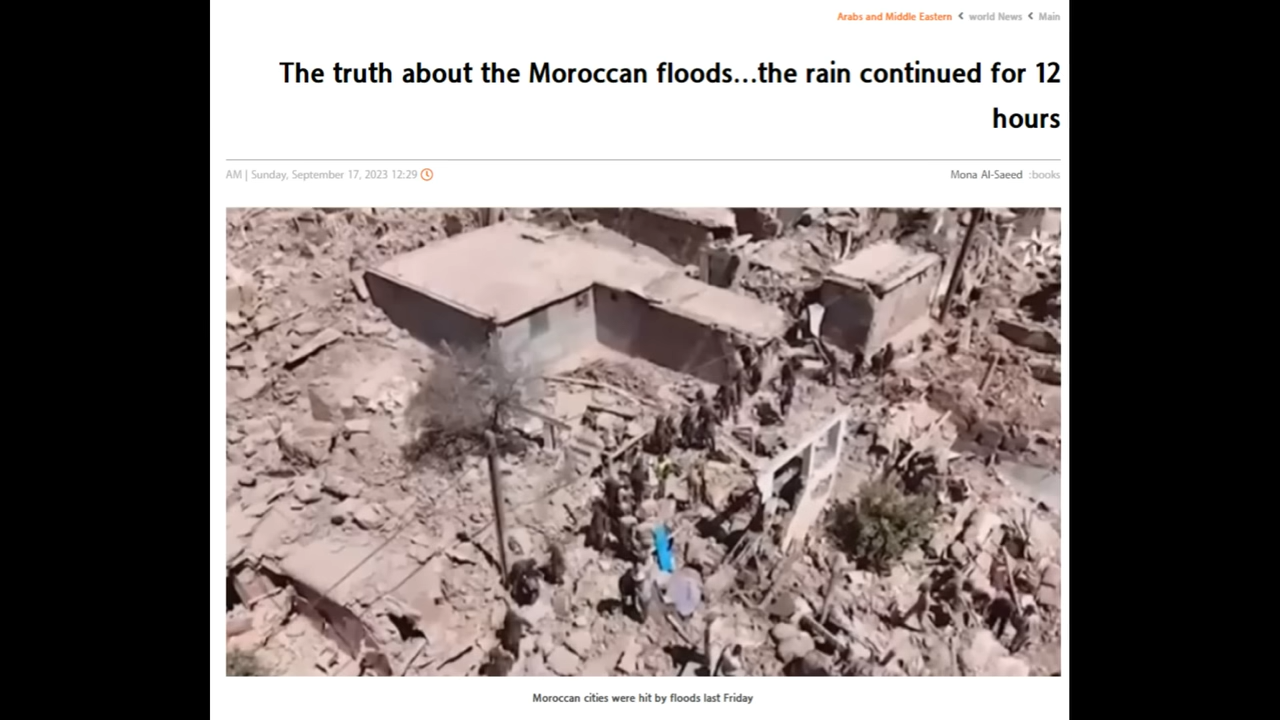 Arabs and Middle Eastern < world News < Main
The truth about the Moroccan floods...the rain continued for 12
hours
AM | Sunday, September 17, 2023 12:29
Mona Al-Saeed :books
Moroccan cities were hit by floods last Friday